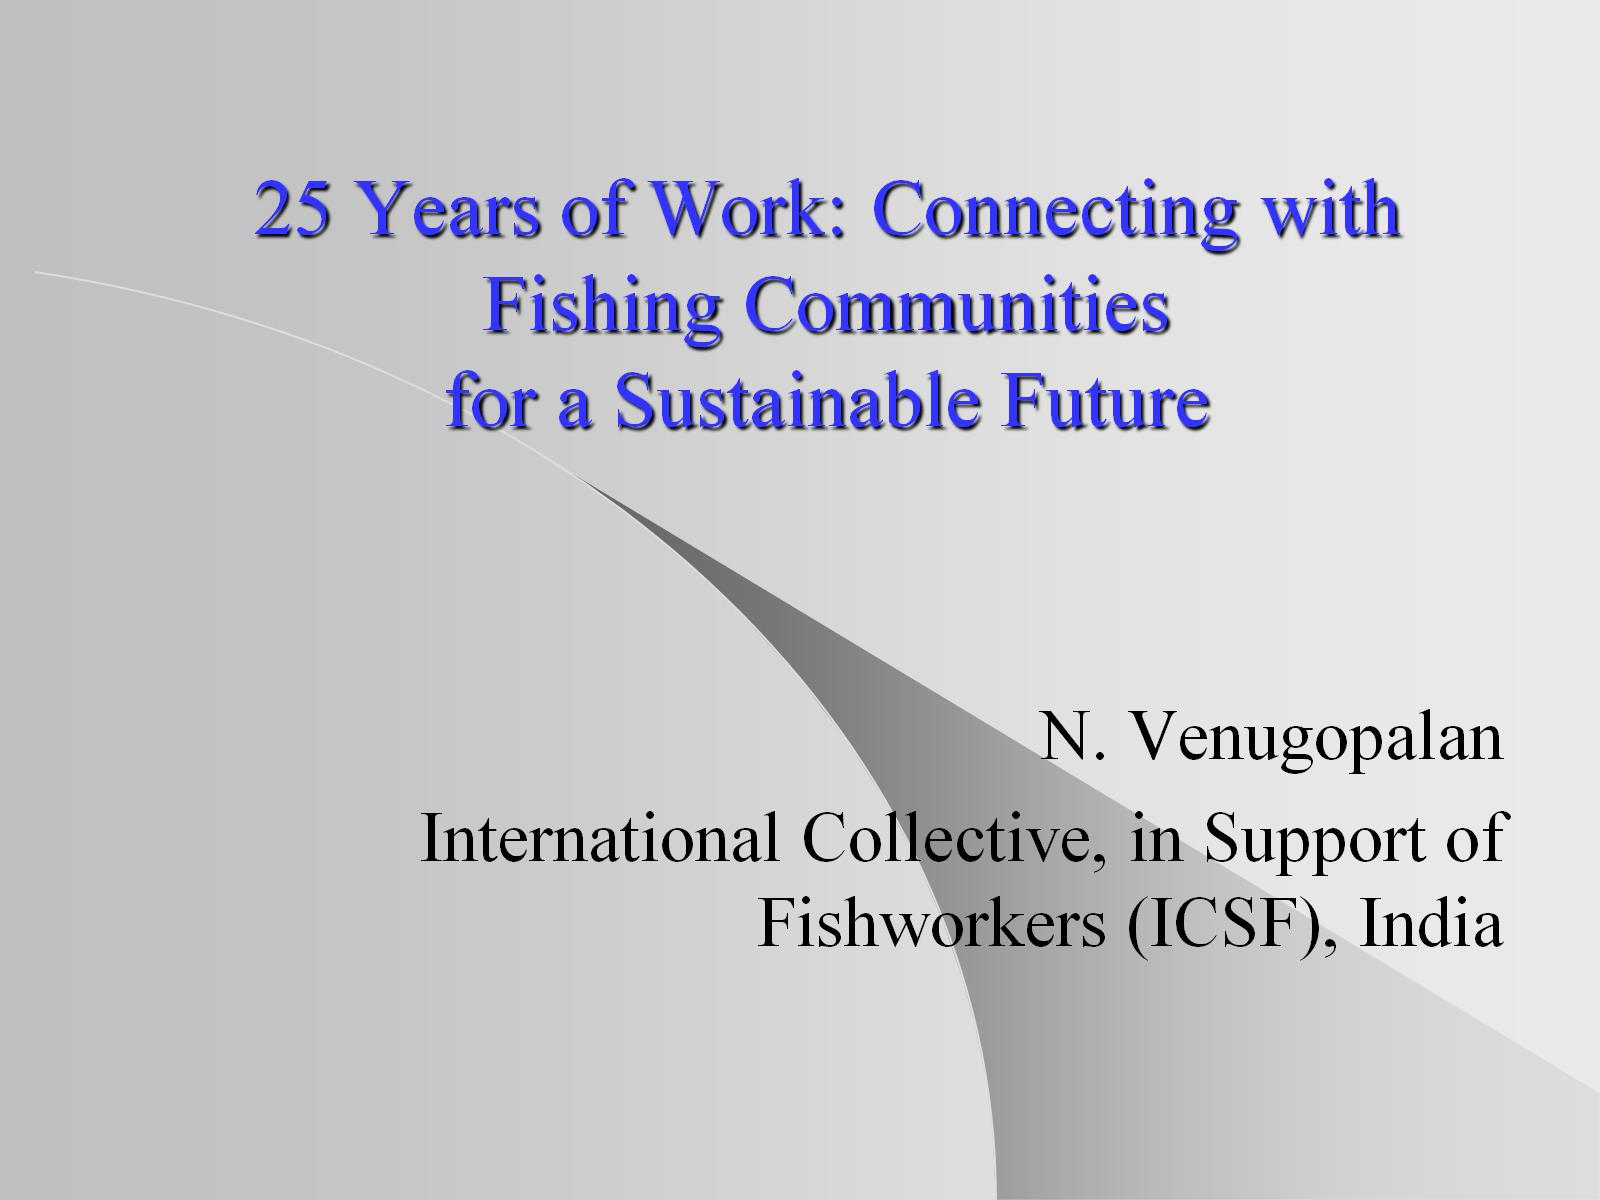 25 Years of Work: Connecting with
Fishing Communities
for a Sustainable Future
N. Venugopalan
International Collective, in Support of
Fishworkers (ICSF), India